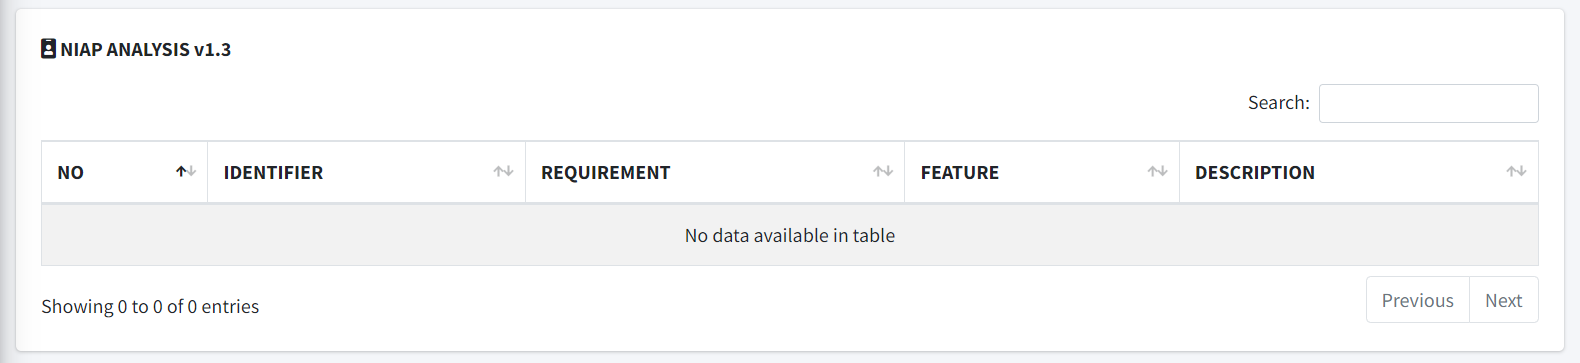 NIAP ANALYSIS v1.3
Search:
NO IDENTIFIER REQUIREMENT FEATURE DESCRIPTION
No data available in table
Showing 0 to 0 of 0 entries
Previous Next